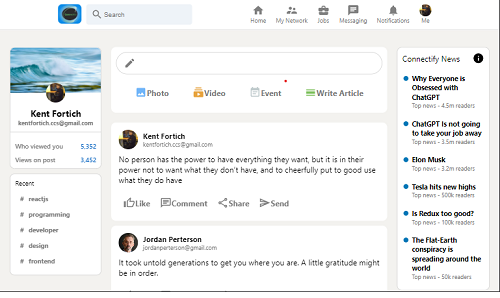 Search
Home
My Network
Jobs
Messaging
Notifications
Me
Kent Fortich
kentfortich.ccs@gmail.com
Who viewed you 5,352
Views on post 3,452
Recent
# reactjs
# programming
# developer
# design
# frontend
Photo
Video
Event
Write Article
Kent Fortich
kentfortich.ccs@gmail.com
No person has the power to have everything they want, but it is in their
power not to want what they don't have, and to cheerfully put to good use
what they do have
Like
Comment
Share
Send
Jordan Perterson
jordanperterson@gmail.com
It took untold generations to get you where you are. A little gratitude might
be in order.
Connectify News
Why Everyone is
Obsessed with
ChatGPT
Top news - 4.5m readers
ChatGPT Is not going
to take your job away
Top news - 3.5m readers
Elon Musk
Top news - 3.2m readers
Tesla hits new highs
Top news - 500k readers
Is Redux too good?
Top news - 100k readers
The Flat-Earth
conspiracy is
spreading around the
world
Top news - 50k readers